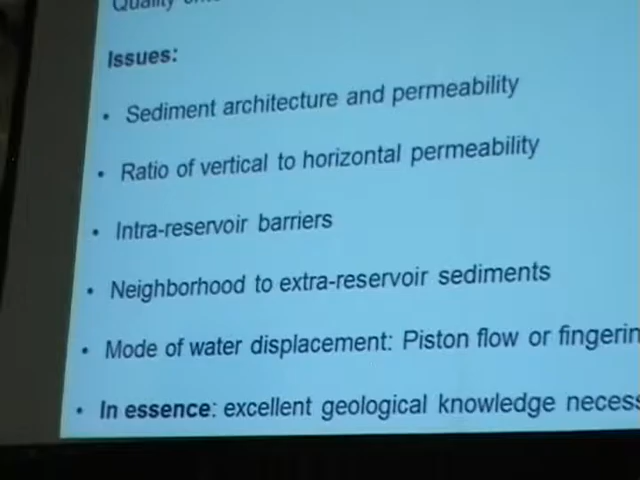 Quality
Issues:
• Sediment architecture and permeability
• Ratio of vertical to horizontal permeability
• Intra-reservoir barriers
• Neighborhood to extra-reservoir sediments
• Mode of water displacement: Piston flow or
• In essence: excellent geological knowledge